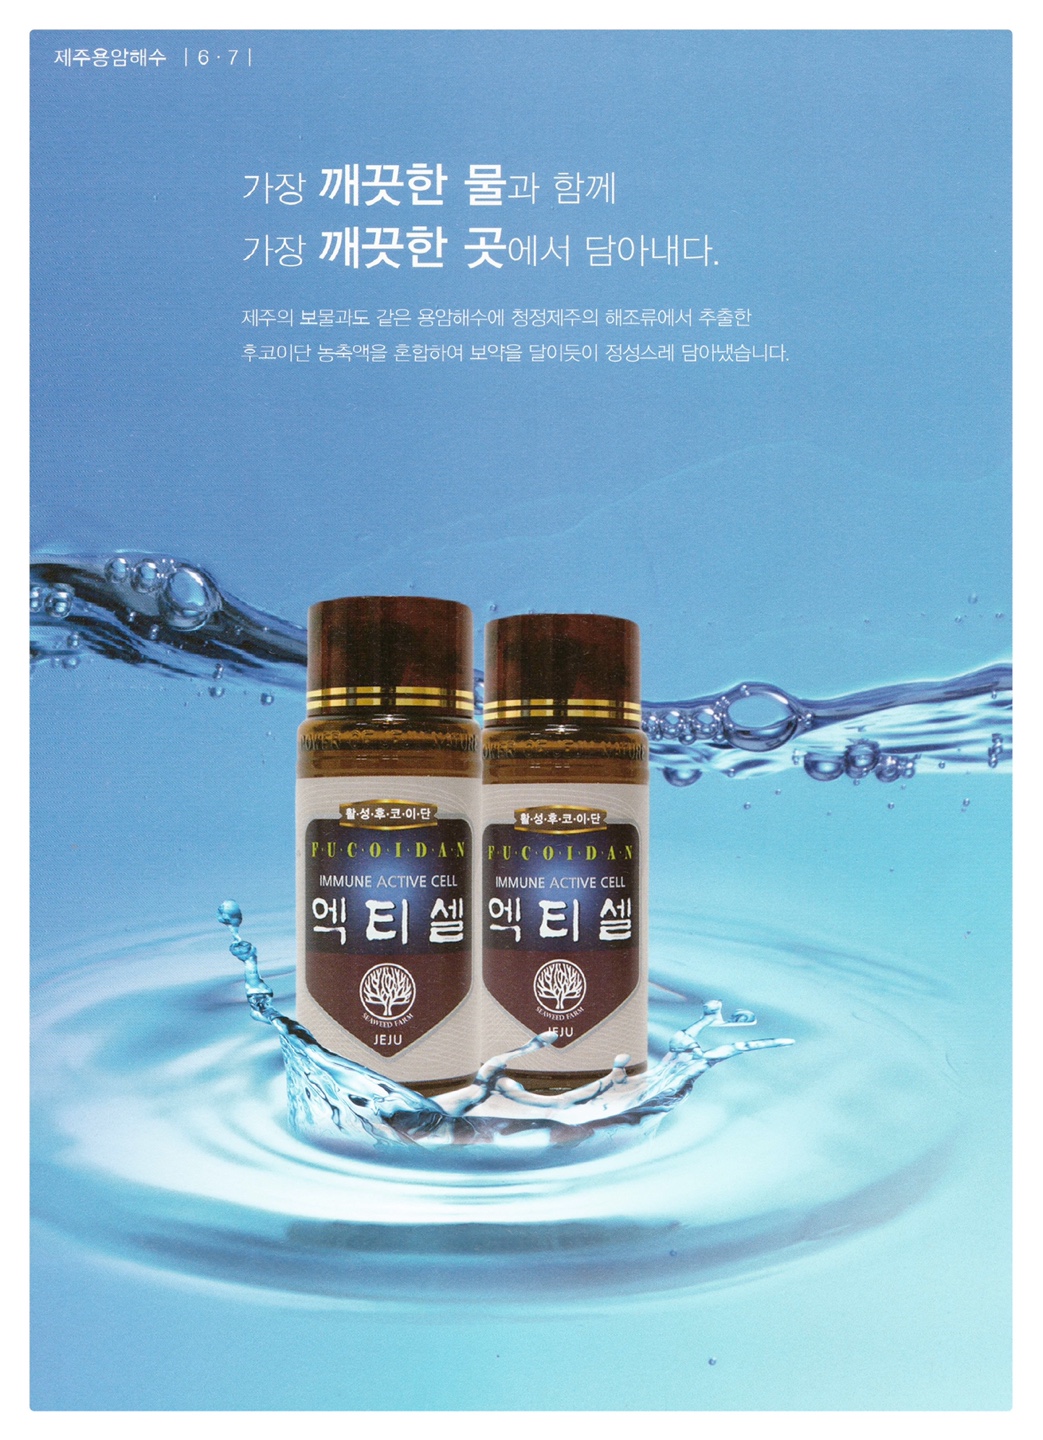 제주용암해수 | 6 · 7 |
가장 깨끗한 물과 함께
가장 깨끗한 곳에서 담아내다.
제주의 보물과도 같은 용암해수에 청정제주의 해조류에서 추출한
후코이단 농축액을 혼합하여 보약을 달이듯이 정성스레 담아냈습니다.
활·성·후·코·이·단
F·U·C·O·I·D·A·N
IMMUNE ACTIVE CELL
엑티셀
SEAWEED FARM
JEJU
활·성·후·코·이·단
F·U·C·O·I·D·A·N
IMMUNE ACTIVE CELL
엑티셀
SEAWEED FARM
JEJU